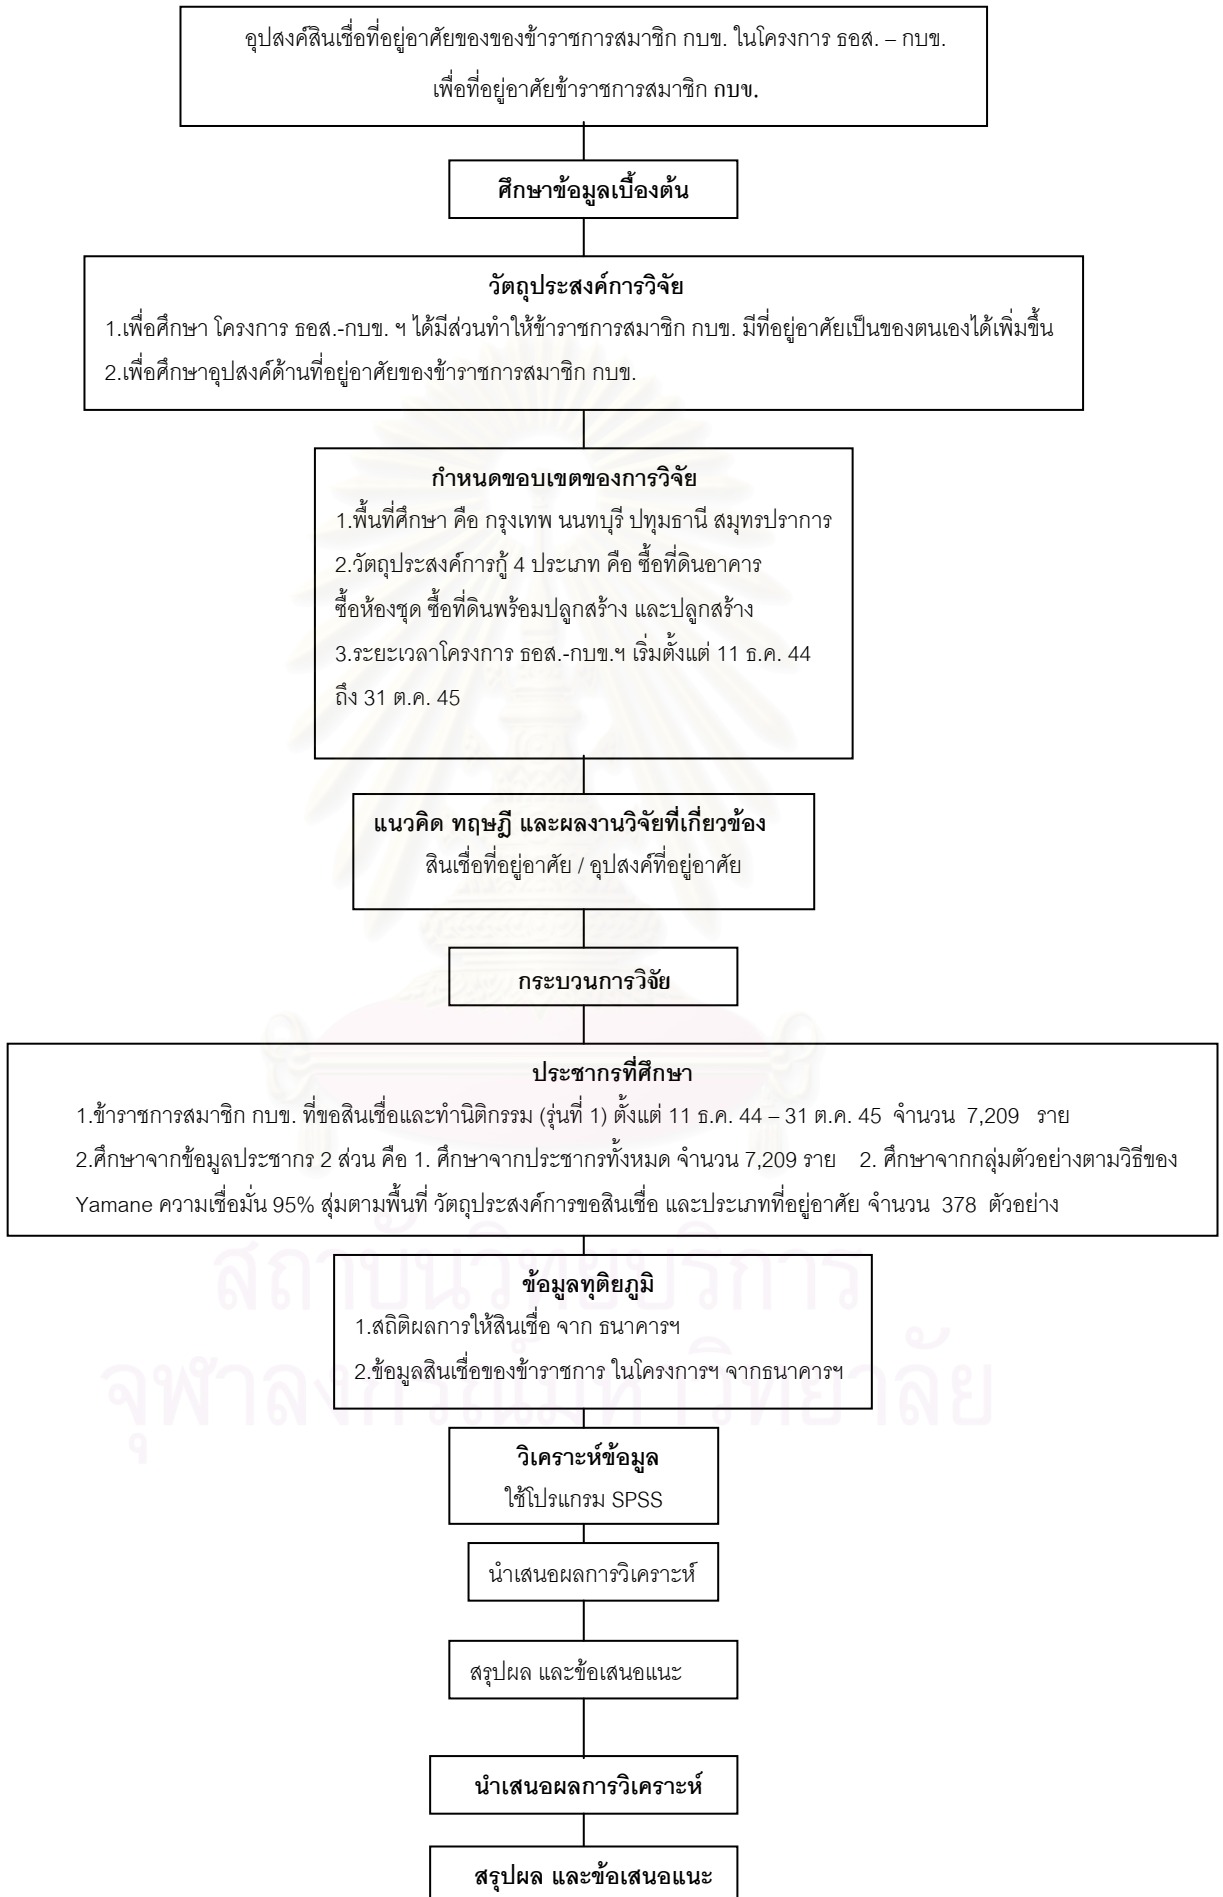 อุปสงค์สินเชื่อที่อยู่อาศัยของของข้าราชการสมาชิก กบข. ในโครงการ ธอส. – กบข.
เพื่อที่อยู่อาศัยข้าราชการสมาชิก กบข.
ศึกษาข้อมูลเบื้องต้น
วัตถุประสงค์การวิจัย
1.เพื่อศึกษา โครงการ ธอส.-กบข. ฯ ได้มีส่วนทำให้ข้าราชการสมาชิก กบข. มีที่อยู่อาศัยเป็นของตนเองได้เพิ่มขึ้น
2.เพื่อศึกษาอุปสงค์ด้านที่อยู่อาศัยของข้าราชการสมาชิก กบข.
กำหนดขอบเขตของการวิจัย
1.พื้นที่ศึกษา คือ กรุงเทพ นนทบุรี ปทุมธานี สมุทรปราการ
2.วัตถุประสงค์การกู้ 4 ประเภท คือ ซื้อที่ดินอาคาร
ซื้อห้องชุด ซื้อที่ดินพร้อมปลูกสร้าง และปลูกสร้าง
3.ระยะเวลาโครงการ ธอส.-กบข.ฯ เริ่มตั้งแต่ 11 ธ.ค. 44
ถึง 31 ต.ค. 45
แนวคิด ทฤษฎี และผลงานวิจัยที่เกี่ยวข้อง
สินเชื่อที่อยู่อาศัย / อุปสงค์ที่อยู่อาศัย
กระบวนการวิจัย
ประชากรที่ศึกษา
1.ข้าราชการสมาชิก กบข. ที่ขอสินเชื่อและทำนิติกรรม (รุ่นที่ 1) ตั้งแต่ 11 ธ.ค. 44 – 31 ต.ค. 45 จำนวน 7,209 ราย
2.ศึกษาจากข้อมูลประชากร 2 ส่วน คือ 1. ศึกษาจากประชากรทั้งหมด จำนวน 7,209 ราย 2. ศึกษาจากกลุ่มตัวอย่างตามวิธีของ
Yamane ความเชื่อมั่น 95% สุ่มตามพื้นที่ วัตถุประสงค์การขอสินเชื่อ และประเภทที่อยู่อาศัย จำนวน 378 ตัวอย่าง
สถาบันวิทยบริการ
ข้อมูลทุติยภูมิ
1.สถิติผลการให้สินเชื่อ จาก ธนาคารฯ
2.ข้อมูลสินเชื่อของข้าราชการ ในโครงการฯ จากธนาคารฯ
จุฬาลงกรณ์มหาวิทยาลัย
วิเคราะห์ข้อมูล
ใช้โปรแกรม SPSS
นำเสนอผลการวิเคราะห์
สรุปผล และข้อเสนอแนะ
นำเสนอผลการวิเคราะห์
สรุปผล และข้อเสนอแนะ